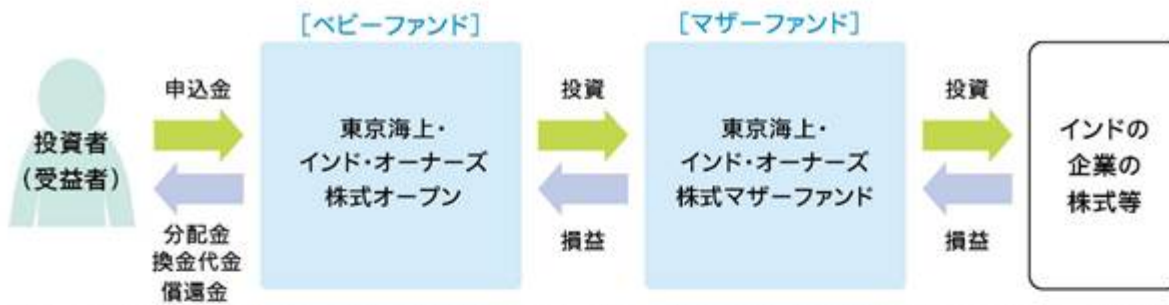 [ベビーファンド]
[マザーファンド]
投資者
(受益者)
申込金
分配金
換金代金
償還金
東京海上・
インド・オーナーズ
株式オープン
投資
損益
東京海上・
インド・オーナーズ
株式マザーファンド
投資
損益
インドの
企業の
株式等